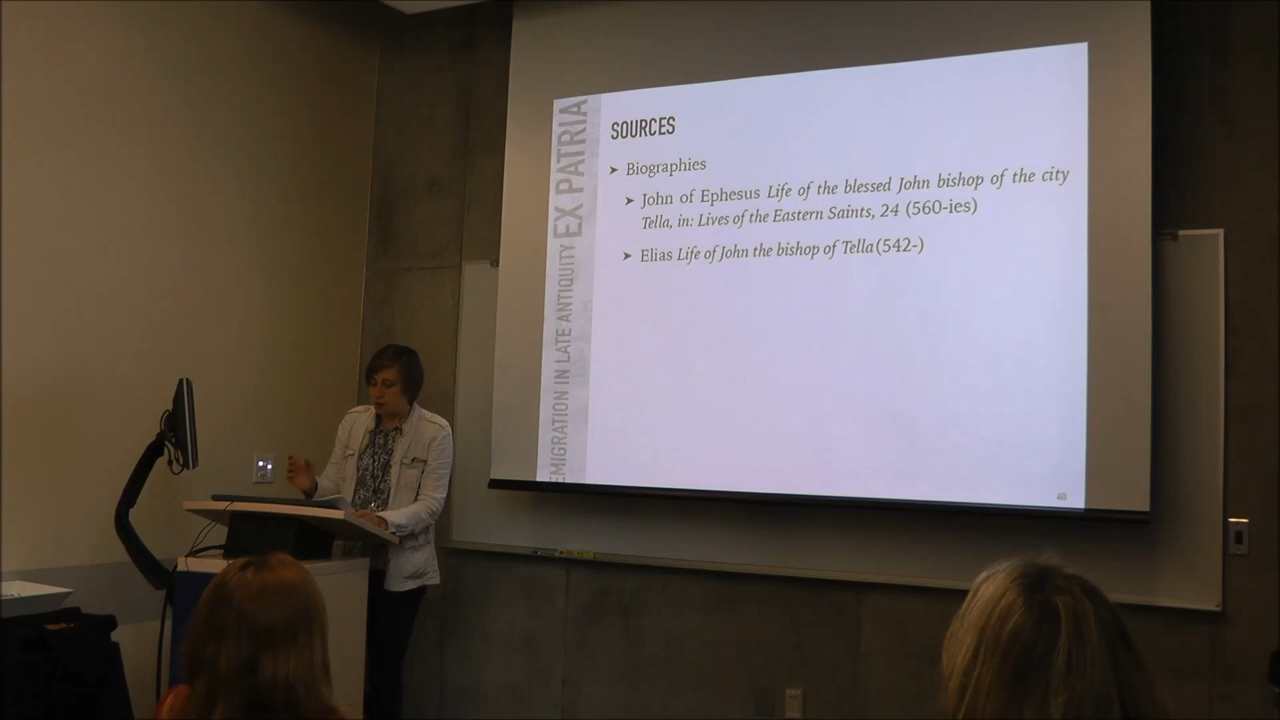 SOURCES
➤ Biographies
➤ John of Ephesus Life of the blessed John bishop of the city
Tella, in: Lives of the Eastern Saints, 24 (560-ies)
➤ Elias Life of John the bishop of Tella (542-)
EMIGRATION IN LATE ANTIQUITY EX PATRIA
40